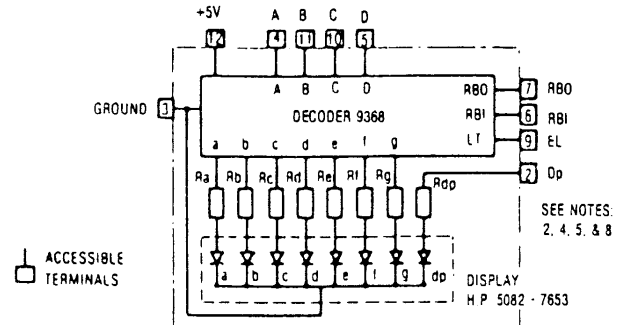 +5V A B C D
12 4 11 10 5
A B C D
RBO 7 RBO
GROUND 3
DECODER 9368
RBI 6 RBI
LT 9 EL
a b c d e f g
2 Dp
Ra Rb Rc Rd Re Rf Rg Rdp
SEE NOTES:
2, 4, 5, & 8
ACCESSIBLE
TERMINALS
a b c d e f g dp
DISPLAY
H P 5082 - 7653